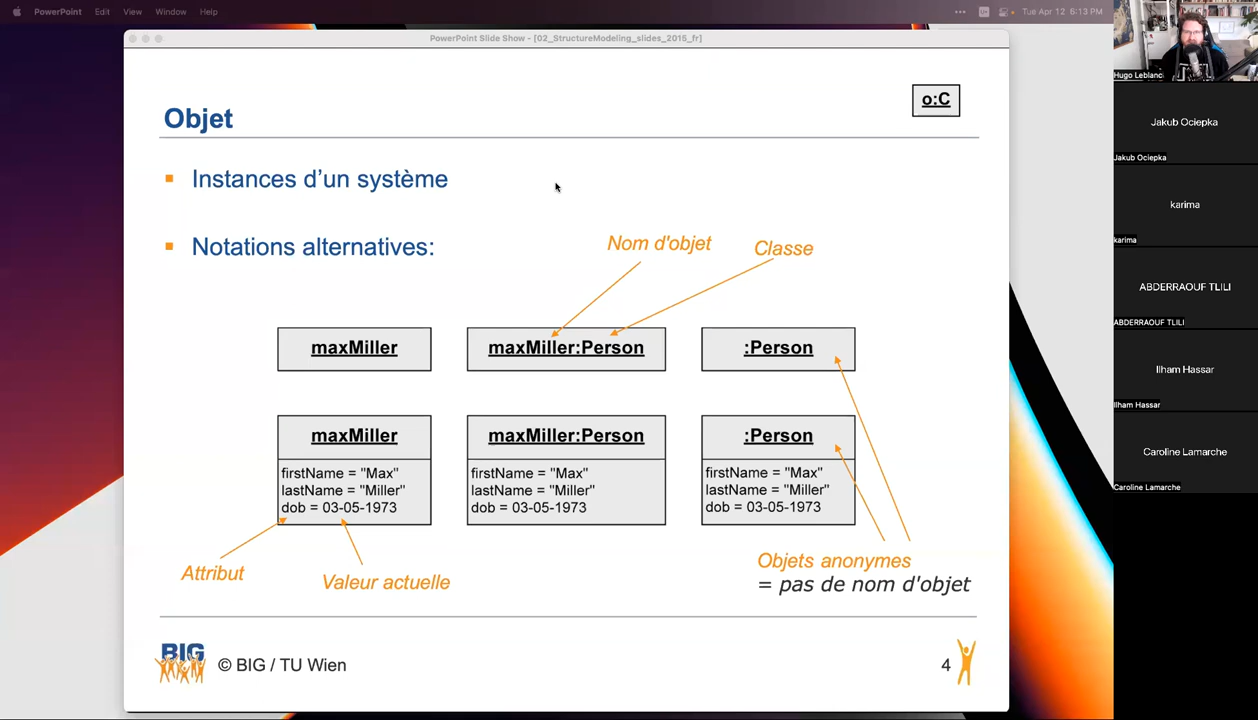 PowerPoint Edit View Window Help
Tue Apr 12 6:13 PM
PowerPoint Slide Show - [02_StructureModeling_slides_2015_fr]
o:C
Objet
Instances d'un système
Notations alternatives:
Nom d'objet
Classe
maxMiller
maxMiller:Person
:Person
maxMiller
firstName = "Max"
lastName = "Miller"
dob = 03-05-1973
maxMiller:Person
firstName = "Max"
lastName = "Miller"
dob = 03-05-1973
:Person
firstName = "Max"
lastName = "Miller"
dob = 03-05-1973
Attribut
Valeur actuelle
Objets anonymes
= pas de nom d'objet
BIG
© BIG / TU Wien
4
Hugo Leblanc
Jakub Ociepka
Jakub Ociepka
karima
karima
ABDERRAOUF TLILI
ABDERRAOUF TLILI
Ilham Hassar
Ilham Hassar
Caroline Lamarche
Caroline Lamarche